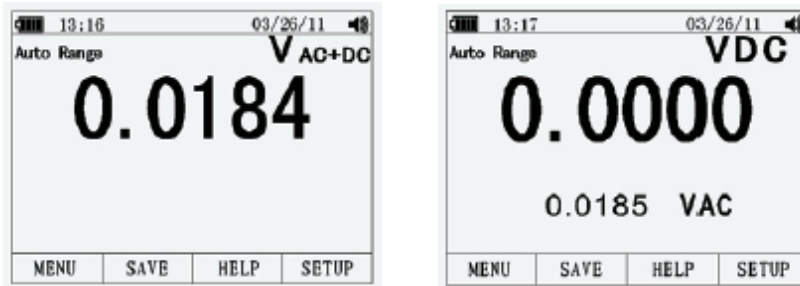 13:16 03/26/11
Auto Range V AC+DC
0.0184
MENU SAVE HELP SETUP
13:17 03/26/11
Auto Range VDC
0.0000
0.0185 VAC
MENU SAVE HELP SETUP